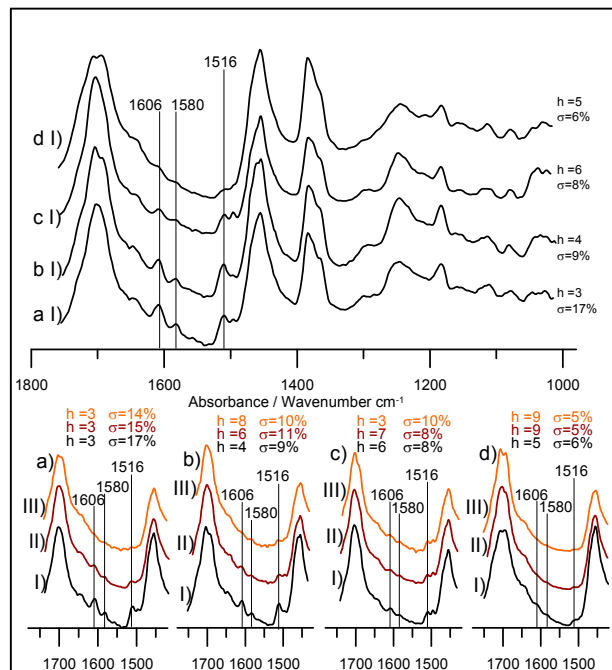 1516
1606 1580
h =5
σ=6%
d I)
h =6
σ=8%
c I)
h =4
σ=9%
b I)
h =3
σ=17%
a I)
1800 1600 1400 1200 1000
Absorbance / Wavenumber cm⁻¹
h =3 σ=14%
h =3 σ=15%
h =3 σ=17%
h =8 σ=10%
h =6 σ=11%
h =4 σ=9%
h =3 σ=10%
h =7 σ=8%
h =6 σ=8%
h =9 σ=5%
h =9 σ=5%
h =5 σ=6%
a)
1516
1606
1580
III)
II)
I)
1700 1600 1500
b)
1516
1606
1580
III)
II)
I)
1700 1600 1500
c)
1516
1606
1580
III)
II)
I)
1700 1600 1500
d)
1516
1606
1580
III)
II)
I)
1700 1600 1500